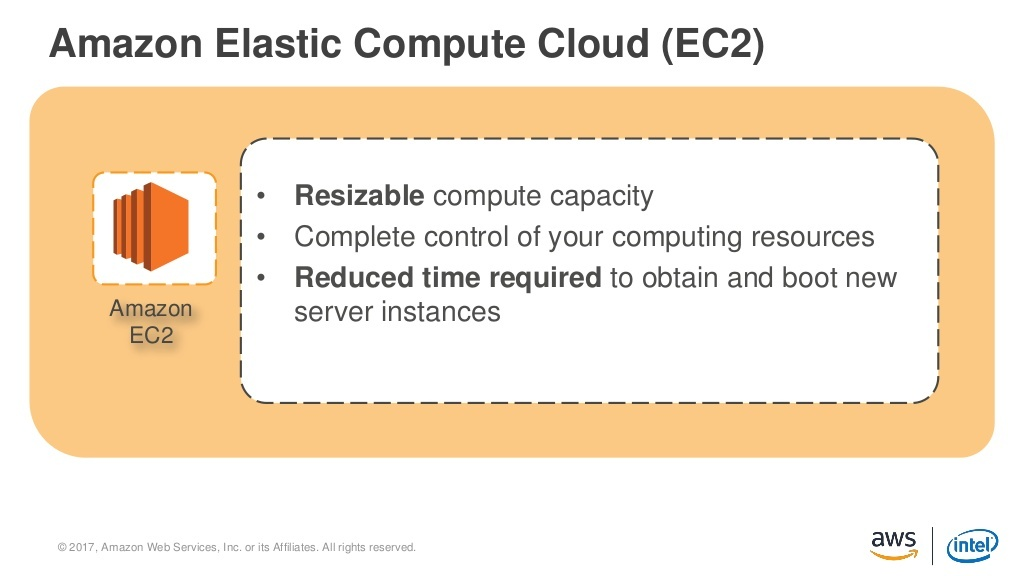 Amazon Elastic Compute Cloud (EC2)
Amazon
EC2
• Resizable compute capacity
• Complete control of your computing resources
• Reduced time required to obtain and boot new
server instances
© 2017, Amazon Web Services, Inc. or its Affiliates. All rights reserved.
aws
intel